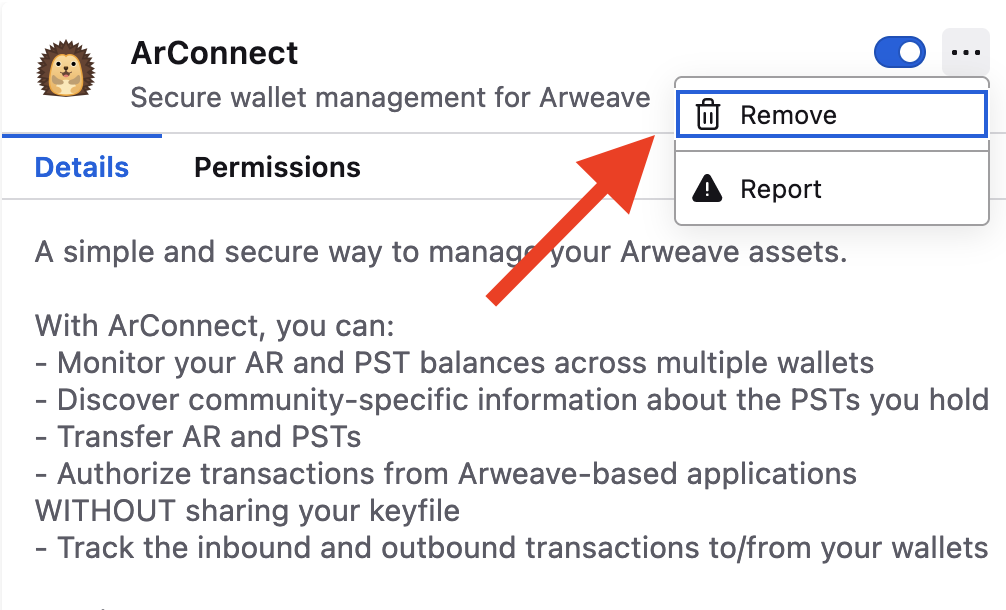 ArConnect
Secure wallet management for Arweave
Remove
Report
Details
Permissions
A simple and secure way to manage your Arweave assets.
With ArConnect, you can:
- Monitor your AR and PST balances across multiple wallets
- Discover community-specific information about the PSTs you hold
- Transfer AR and PSTs
- Authorize transactions from Arweave-based applications
WITHOUT sharing your keyfile
- Track the inbound and outbound transactions to/from your wallets